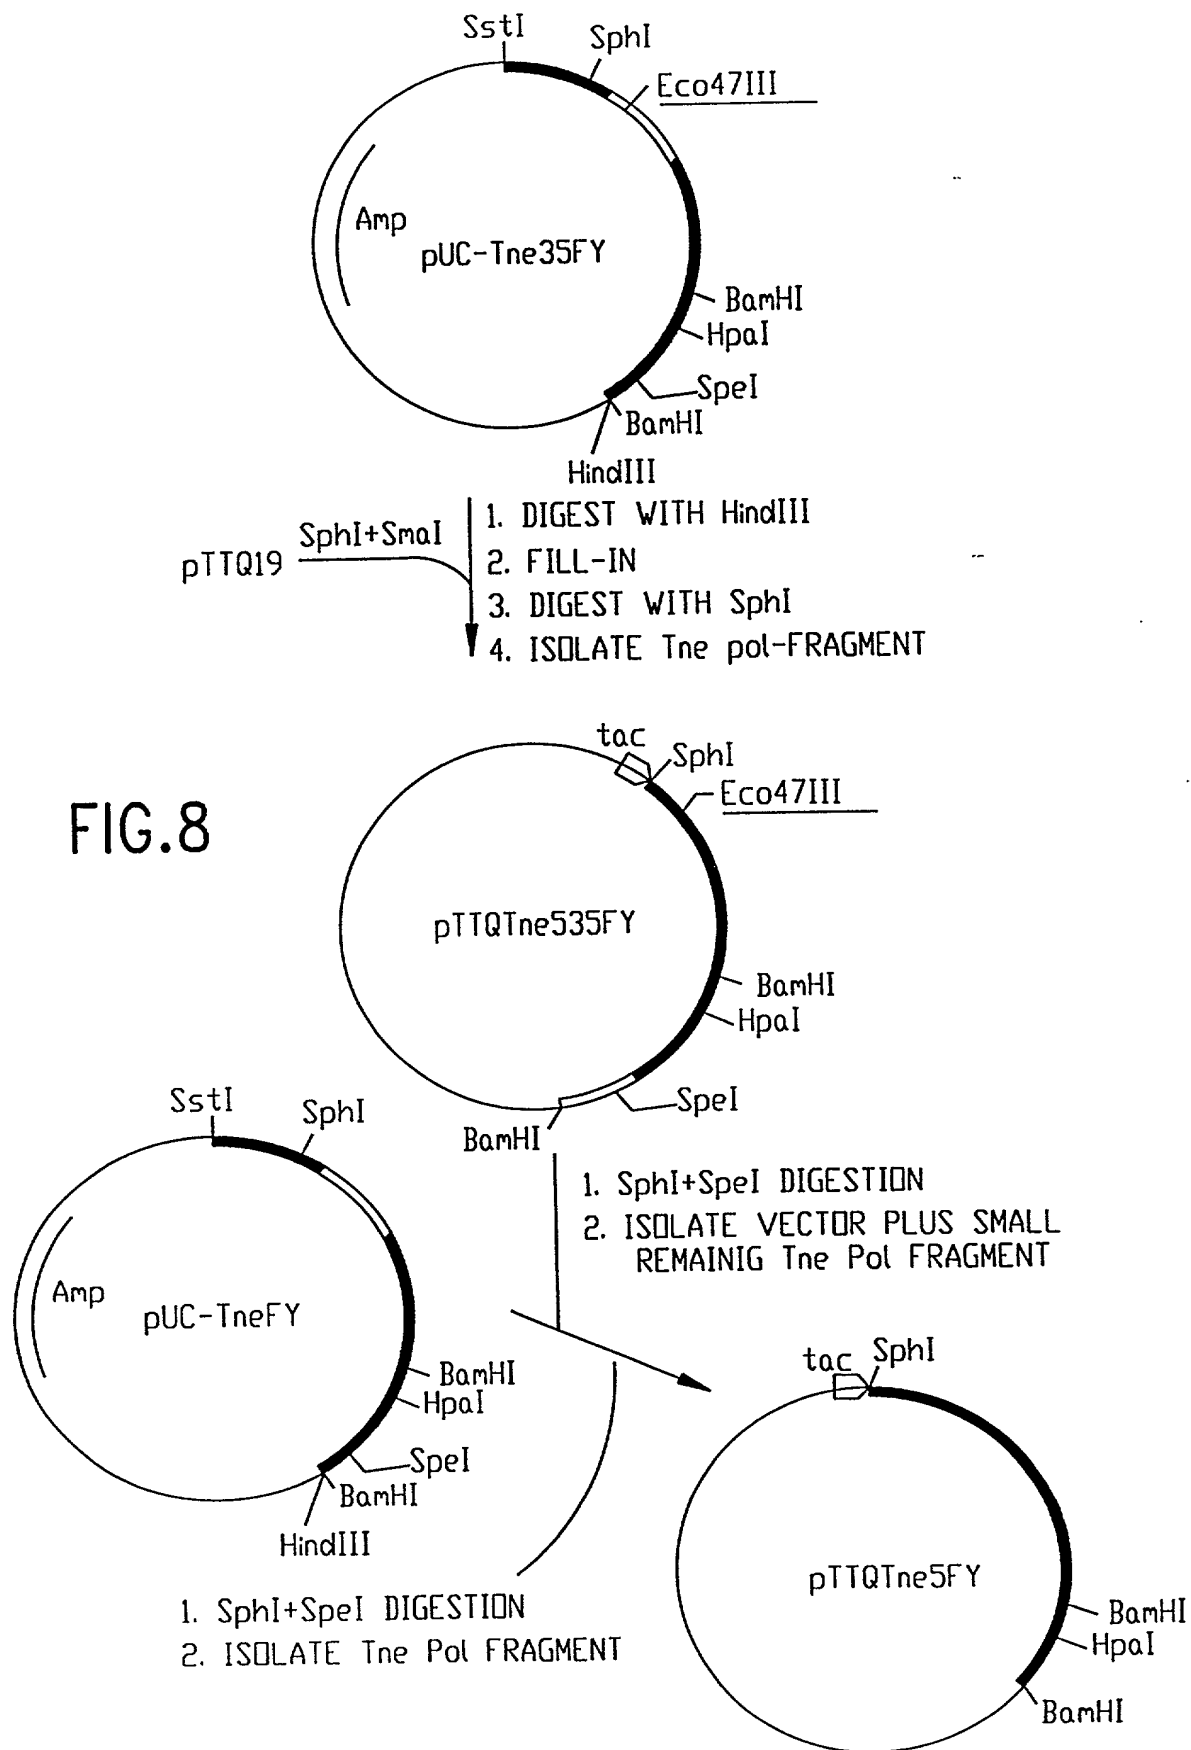 SstI
SphI
Eco47III
Amp
pUC-Tne35FY
BamHI
HpaI
SpeI
BamHI
HindIII
pTTQ19
SphI+SmaI
1. DIGEST WITH HindIII
2. FILL-IN
3. DIGEST WITH SphI
4. ISOLATE Tne pol-FRAGMENT
FIG.8
tac
SphI
Eco47III
pTTQTne535FY
BamHI
HpaI
SpeI
BamHI
1. SphI+SpeI DIGESTION
2. ISOLATE VECTOR PLUS SMALL
REMAINIG Tne Pol FRAGMENT
SstI
SphI
Amp
pUC-TneFY
BamHI
HpaI
SpeI
BamHI
HindIII
1. SphI+SpeI DIGESTION
2. ISOLATE Tne Pol FRAGMENT
tac
SphI
pTTQTne5FY
BamHI
HpaI
BamHI